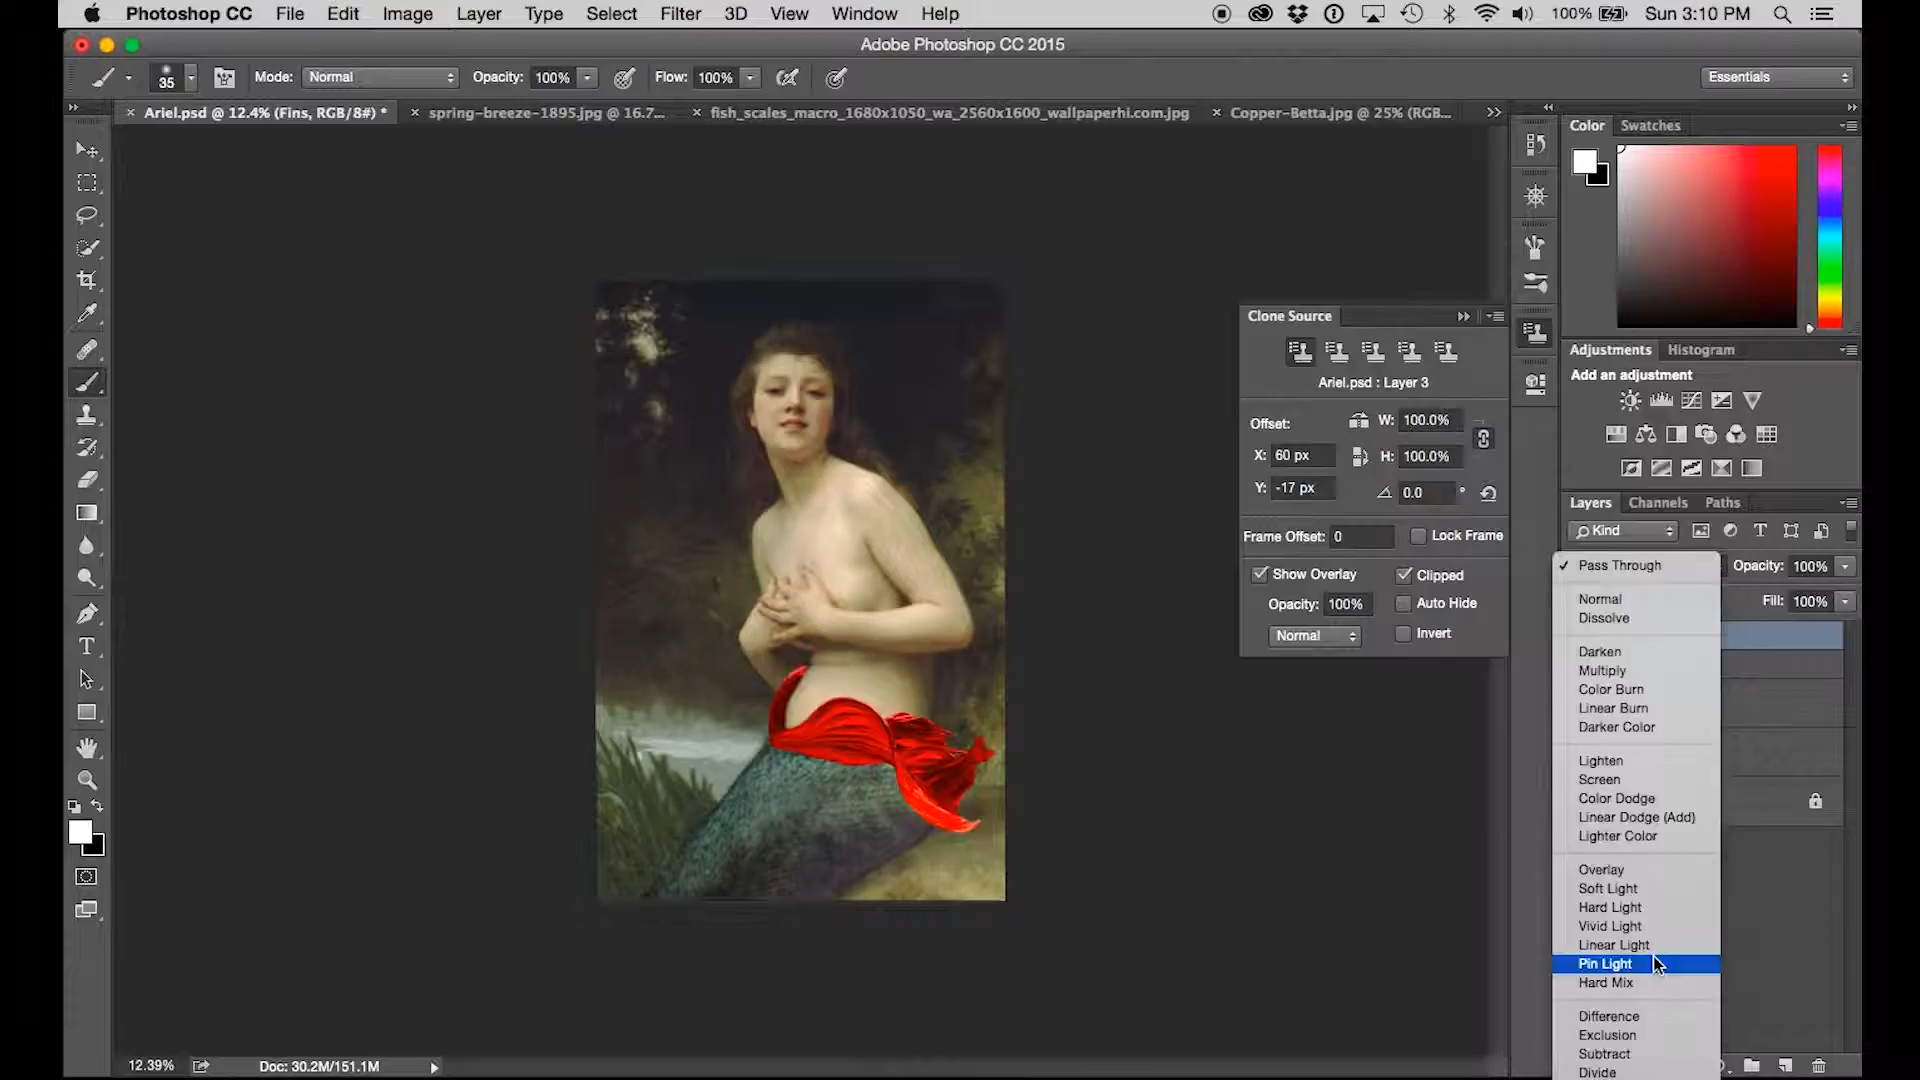 Photoshop CC File Edit Image Layer Type Select Filter 3D View Window Help 100% Sun 3:10 PM
Adobe Photoshop CC 2015
35 Mode: Normal Opacity: 100% Flow: 100% Essentials
× Ariel.psd @ 12.4% (Fins, RGB/8#) * × spring-breeze-1895.jpg @ 16.7... × fish_scales_macro_1680x1050_wa_2560x1600_wallpaperhi.com.jpg × Copper-Betta.jpg @ 25% (RGB...
Color Swatches
Clone Source
Ariel.psd : Layer 3
Offset: W: 100.0%
X: 60 px H: 100.0%
Y: -17 px 0.0 °
Frame Offset: 0 Lock Frame
Show Overlay Clipped
Opacity: 100% Auto Hide
Normal Invert
Adjustments Histogram
Add an adjustment
Layers Channels Paths
Kind
Pass Through Opacity: 100%
Normal Fill: 100%
Dissolve
Darken
Multiply
Color Burn
Linear Burn
Darker Color
Lighten
Screen
Color Dodge
Linear Dodge (Add)
Lighter Color
Overlay
Soft Light
Hard Light
Vivid Light
Linear Light
Pin Light
Hard Mix
Difference
Exclusion
Subtract
Divide
12.39% Doc: 30.2M/151.1M